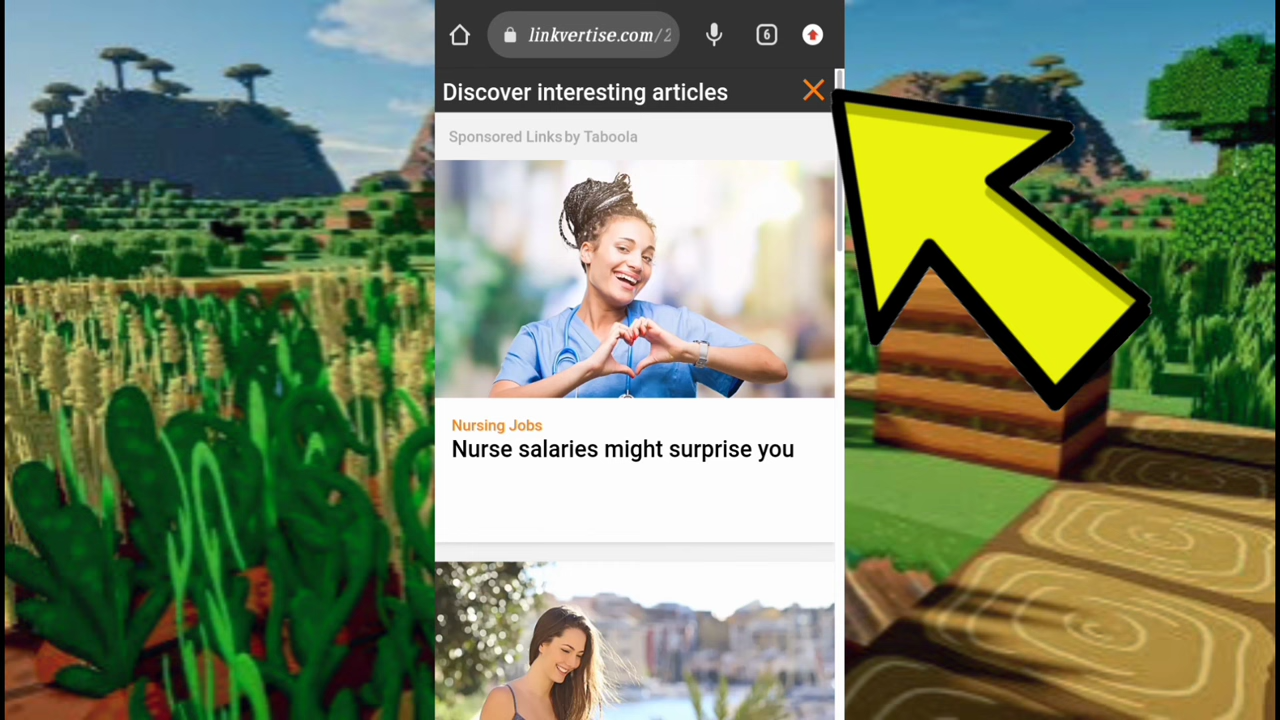 linkvertise.com/2
6
Discover interesting articles
Sponsored Links by Taboola
Nursing Jobs
Nurse salaries might surprise you